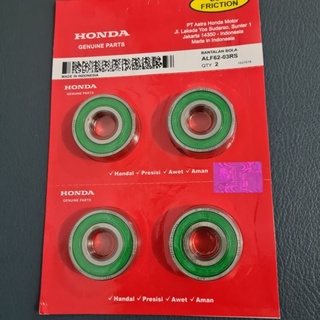 FRICTION
HONDA
GENUINE PARTS
PT Astra Honda Motor
Jl. Laksda Yos Sudarso, Sunter 1
Jakarta 14350 - Indonesia
Made in Indonesia
MADE IN INDONESIA
BANTALAN BOLA
ALF62-03RS
QTY 2
HONDA
GENUINE PARTS
✓Handal ✓Presisi ✓Awet ✓Aman
HONDA
GENUINE PARTS
✓Handal ✓Presisi ✓Awet ✓Aman